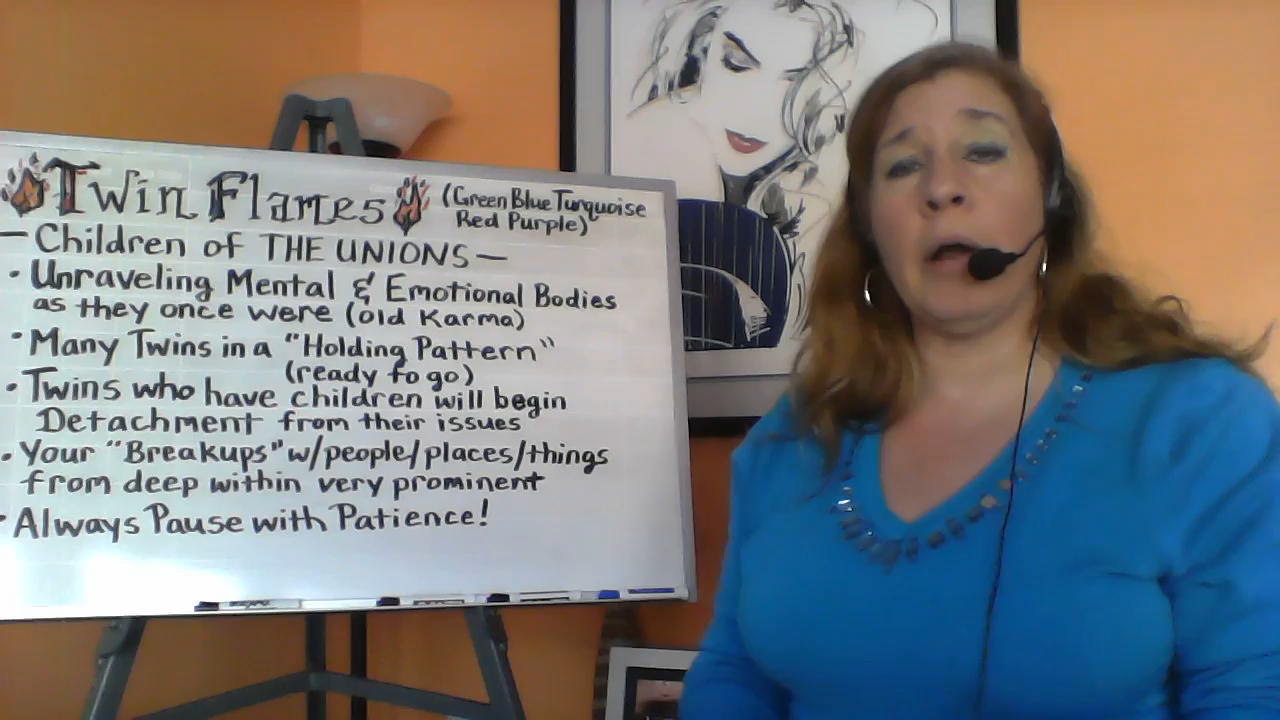 Twin Flames (Green Blue Turquoise
Red Purple)
— Children of THE UNIONS —
• Unraveling Mental & Emotional Bodies
as they once were (old Karma)
• Many Twins in a "Holding Pattern"
(ready to go)
• Twins who have children will begin
Detachment from their issues
• Your "Breakups" w/people/places/things
from deep within very prominent
• Always Pause with Patience!